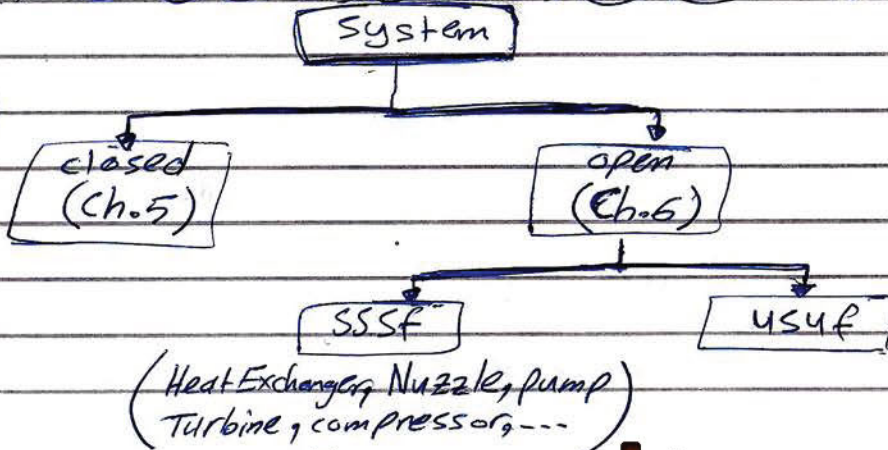 System
closed
(Ch.5)
open
(Ch.6)
SSSf
usuf
(Heat Exchanger, Nuzzle, pump
Turbine, compressor, ---)